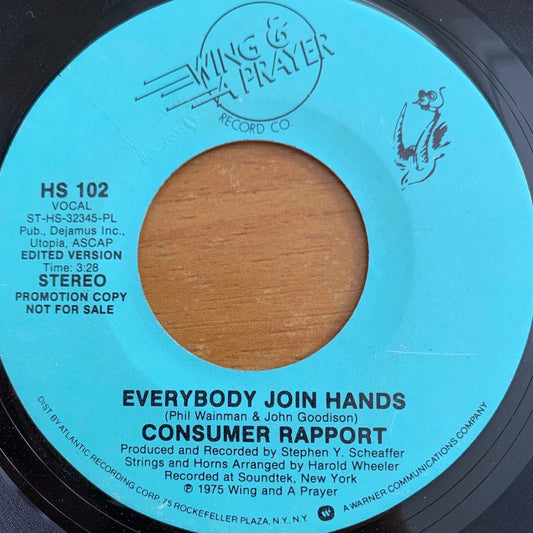 WING &
A PRAYER
RECORD CO.
HS 102
VOCAL
ST-HS-32345-PL
Pub., Dejamus Inc.,
Utopia, ASCAP
EDITED VERSION
Time: 3:28
STEREO
PROMOTION COPY
NOT FOR SALE
EVERYBODY JOIN HANDS
(Phil Wainman & John Goodison)
CONSUMER RAPPORT
Produced and Recorded by Stephen Y. Scheaffer
Strings and Horns Arranged by Harold Wheeler
Recorded at Soundtek, New York
℗ 1975 Wing and A Prayer
DIST. BY ATLANTIC RECORDING CORP. 75 ROCKEFELLER PLAZA, N.Y., N.Y. A WARNER COMMUNICATIONS COMPANY